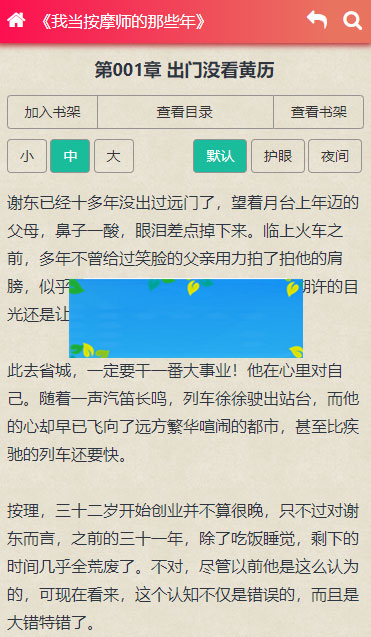 《我当按摩师的那些年》
第001章 出门没看黄历
加入书架 查看目录 查看书架
小 中 大 默认 护眼 夜间
谢东已经十多年没出过远门了，望着月台上年迈的
父母，鼻子一酸，眼泪差点掉下来。临上火车之
前，多年不曾给过笑脸的父亲用力拍了拍他的肩
膀，似乎 许的目
光还是让
此去省城，一定要干一番大事业！他在心里对自
己。随着一声汽笛长鸣，列车徐徐驶出站台，而他
的心却早已飞向了远方繁华喧闹的都市，甚至比疾
驰的列车还要快。
按理，三十二岁开始创业并不算很晚，只不过对谢
东而言，之前的三十一年，除了吃饭睡觉，剩下的
时间几乎全荒废了。不对，尽管以前他是这么认为
的，可现在看来，这个认知不仅是错误的，而且是
大错特错了。